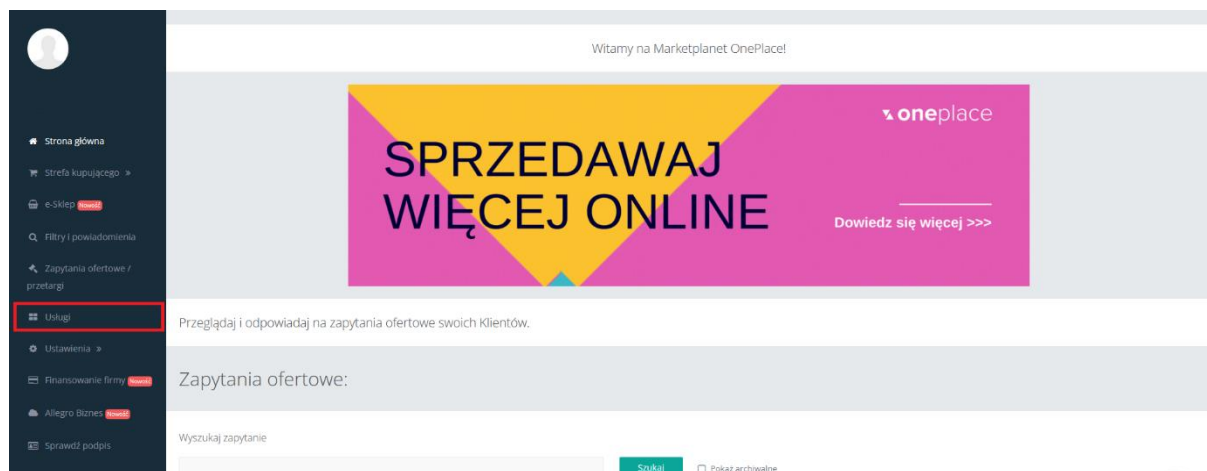 Witamy na Marketplanet OnePlace!
Strona główna
Strefa kupującego »
e-Sklep Nowość
Filtry i powiadomienia
Zapytania ofertowe /
przetargi
Usługi
Ustawienia »
Finansowanie firmy Nowość
Allegro Biznes Nowość
Sprawdź podpis
oneplace
SPRZEDAWAJ
WIĘCEJ ONLINE
Dowiedz się więcej >>>
Przeglądaj i odpowiadaj na zapytania ofertowe swoich Klientów.
Zapytania ofertowe:
Wyszukaj zapytanie
Szukaj
Pokaż archiwalne